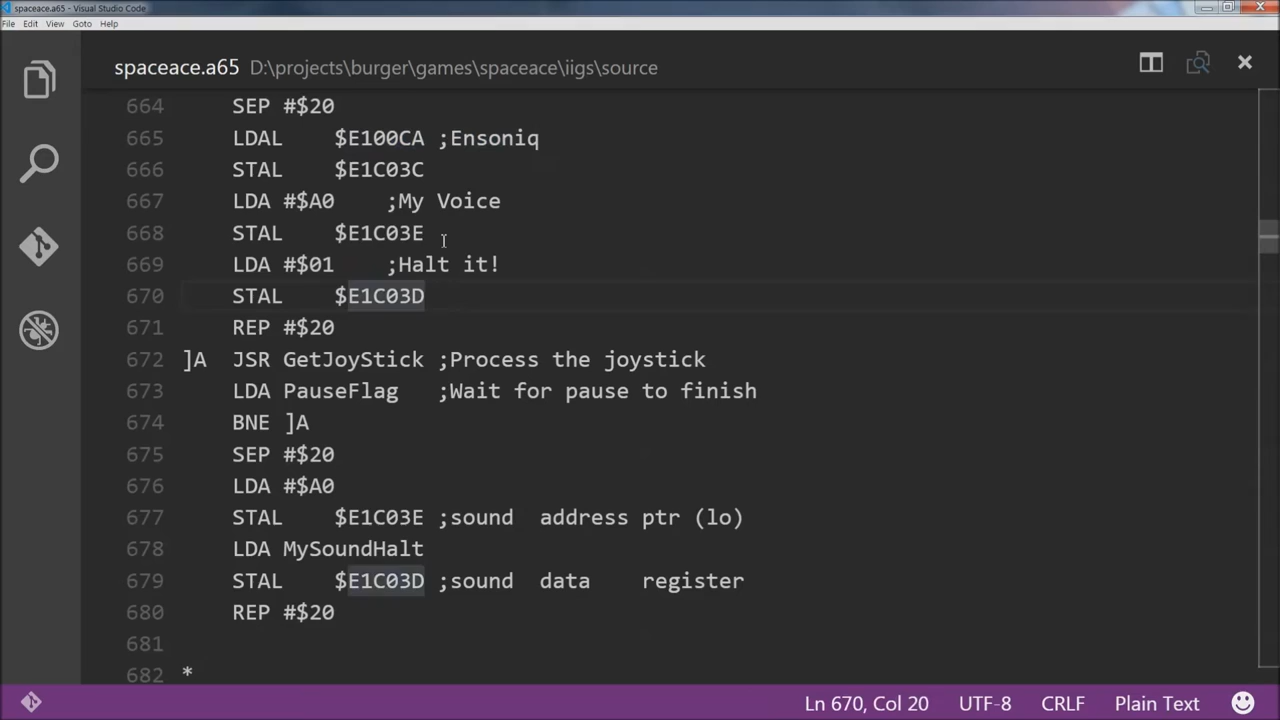 spaceace.a65 - Visual Studio Code
File Edit View Goto Help
spaceace.a65 D:\projects\burger\games\spaceace\iigs\source
664 SEP #$20
665 LDAL $E100CA ;Ensoniq
666 STAL $E1C03C
667 LDA #$A0 ;My Voice
668 STAL $E1C03E
669 LDA #$01 ;Halt it!
670 STAL $E1C03D
671 REP #$20
672 ]A JSR GetJoyStick ;Process the joystick
673 LDA PauseFlag ;Wait for pause to finish
674 BNE ]A
675 SEP #$20
676 LDA #$A0
677 STAL $E1C03E ;sound address ptr (lo)
678 LDA MySoundHalt
679 STAL $E1C03D ;sound data register
680 REP #$20
681
682 *
Ln 670, Col 20 UTF-8 CRLF Plain Text